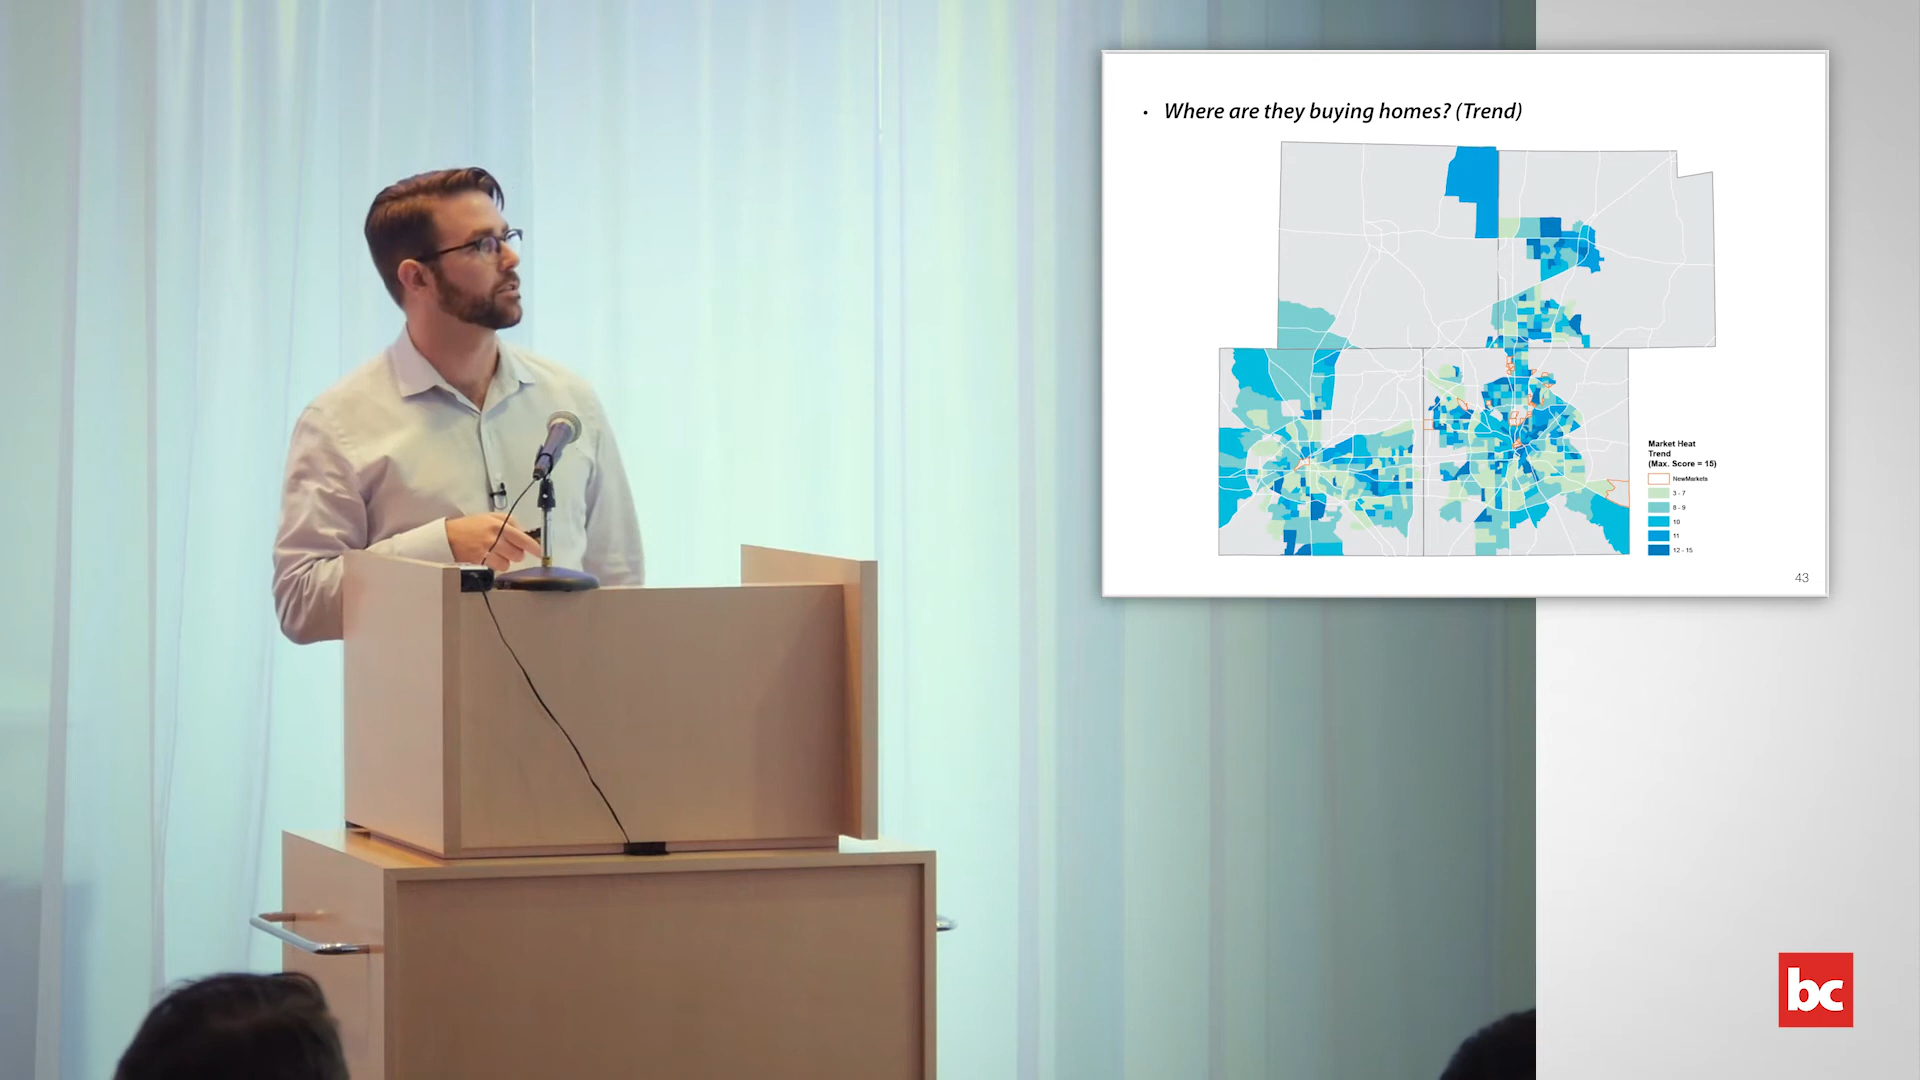 • Where are they buying homes? (Trend)
Market Heat
Trend
(Max. Score = 15)
NewMarkets
3 - 7
8 - 9
10
11
12 - 15
43
bc